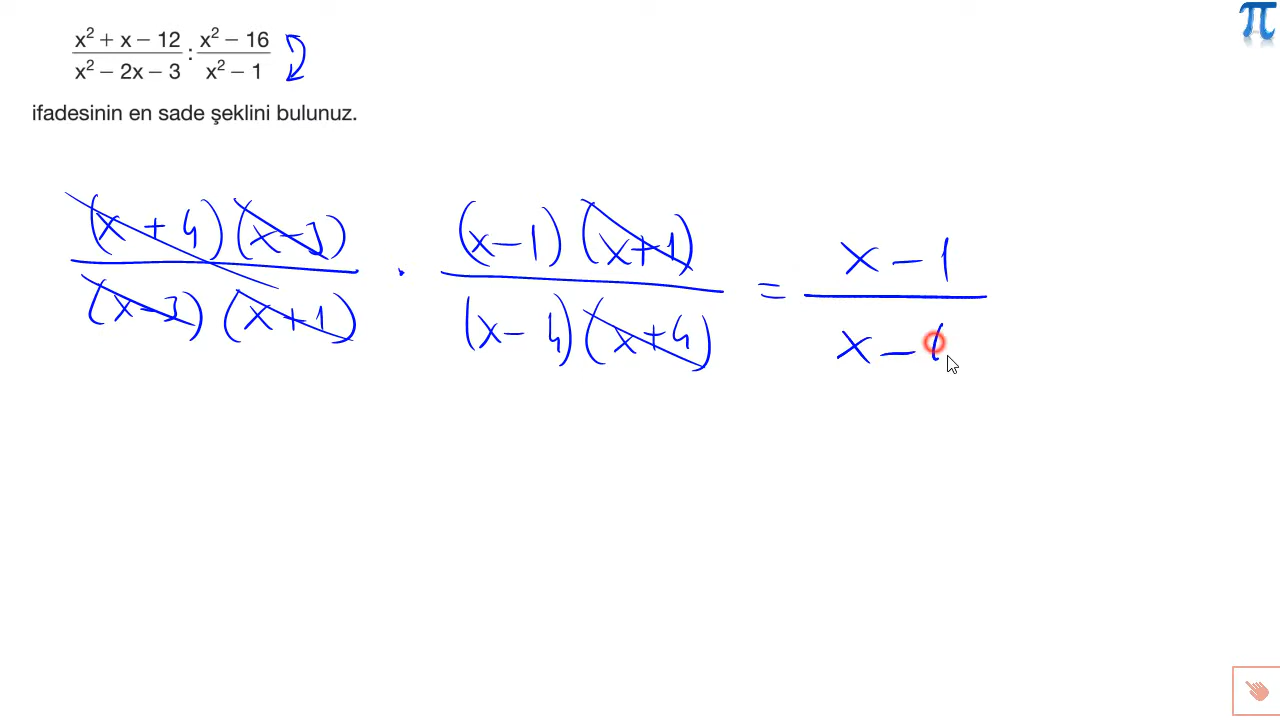 x² + x − 12 / x² − 2x − 3 : x² − 16 / x² − 1
ifadesinin en sade şeklini bulunuz.
(x + 4)(x − 3) / (x − 3)(x + 1) · (x − 1)(x + 1) / (x − 4)(x + 4) = x − 1 / x −
π